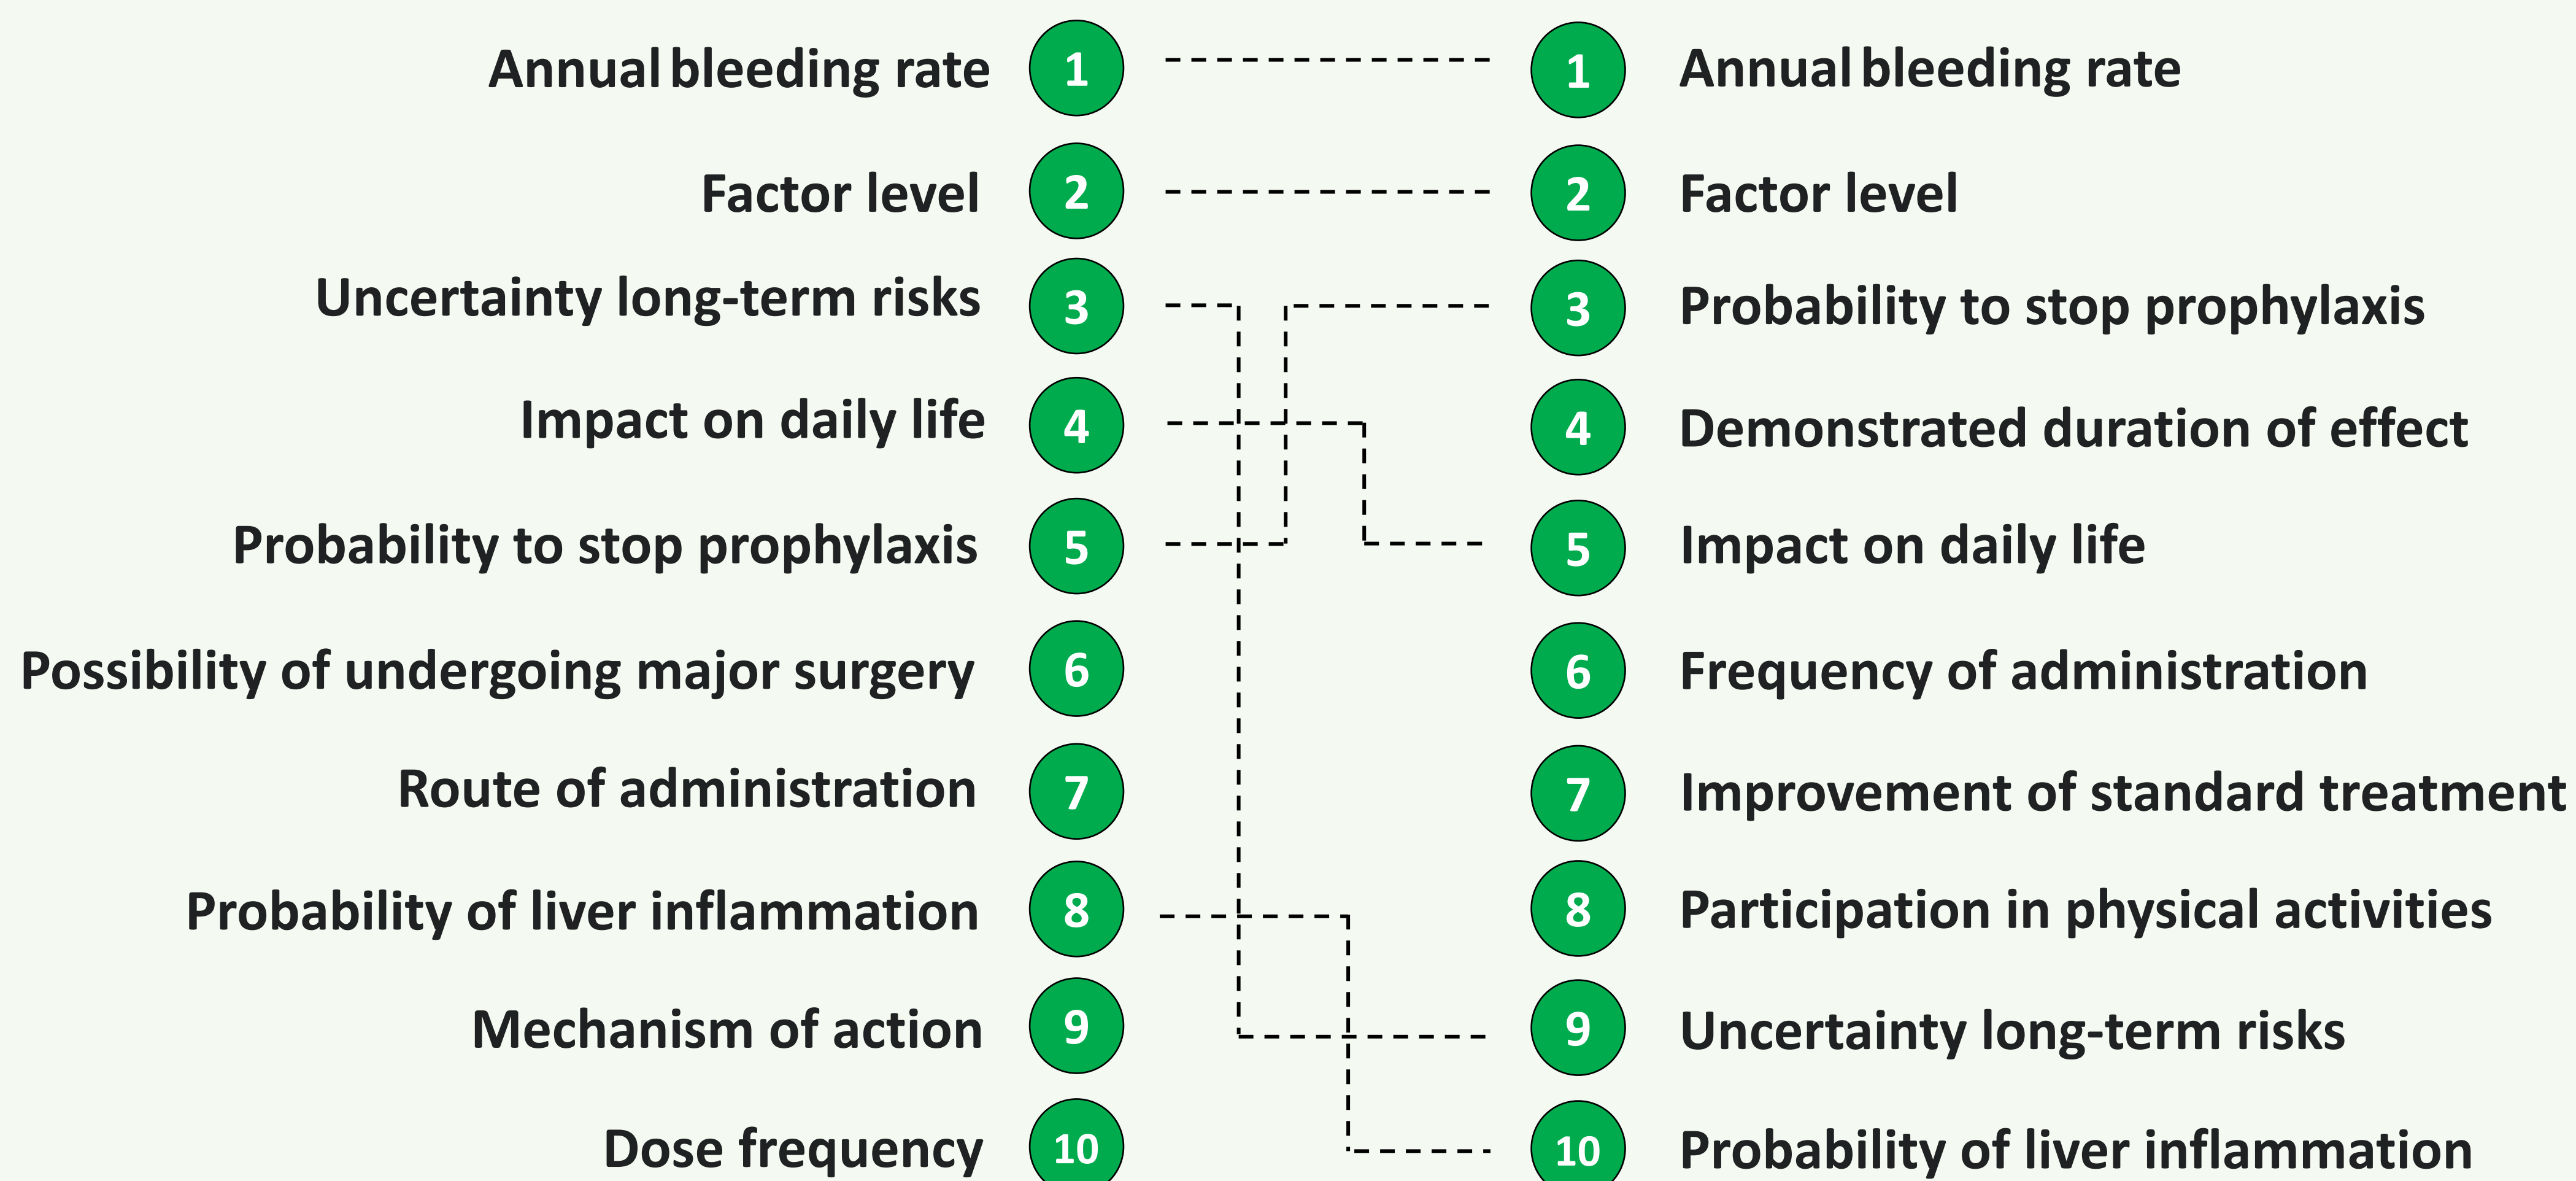 Annual bleeding rate 1 1 Annual bleeding rate
Factor level 2 2 Factor level
Uncertainty long-term risks 3 3 Probability to stop prophylaxis
Impact on daily life 4 4 Demonstrated duration of effect
Probability to stop prophylaxis 5 5 Impact on daily life
Possibility of undergoing major surgery 6 6 Frequency of administration
Route of administration 7 7 Improvement of standard treatment
Probability of liver inflammation 8 8 Participation in physical activities
Mechanism of action 9 9 Uncertainty long-term risks
Dose frequency 10 10 Probability of liver inflammation